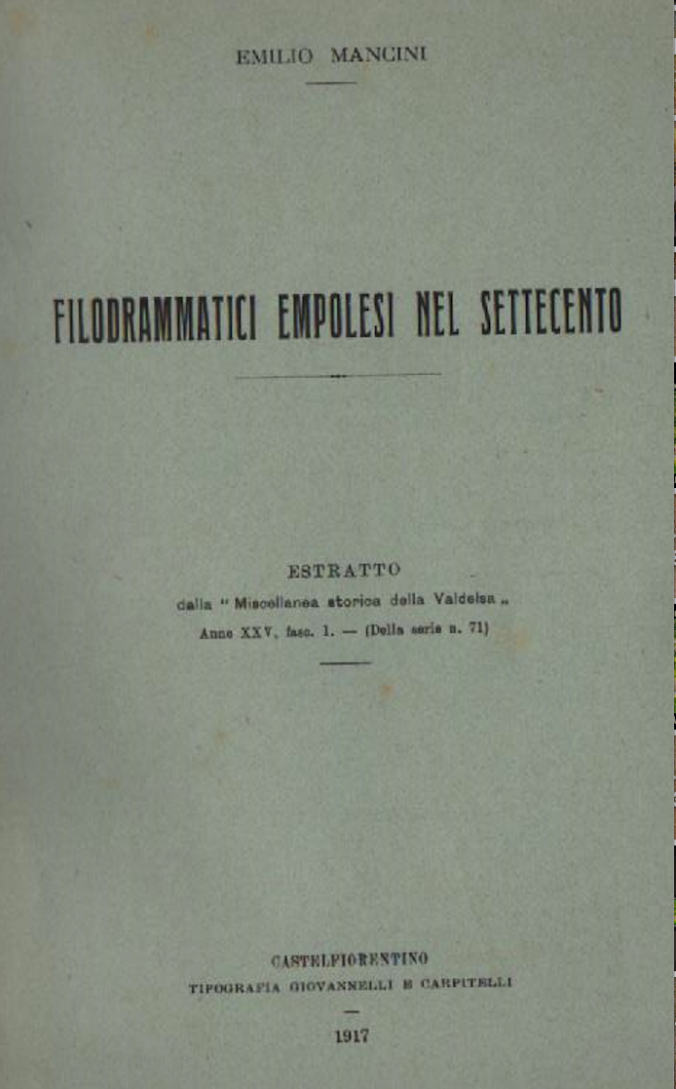 EMILIO MANCINI
FILODRAMMATICI EMPOLESI NEL SETTECENTO
ESTRATTO
dalla " Miscellanea storica della Valdelsa „
Anno XXV, fasc. 1. — (Della serie n. 71)
CASTELFIORENTINO
TIPOGRAFIA GIOVANNELLI E CARPITELLI
—
1917